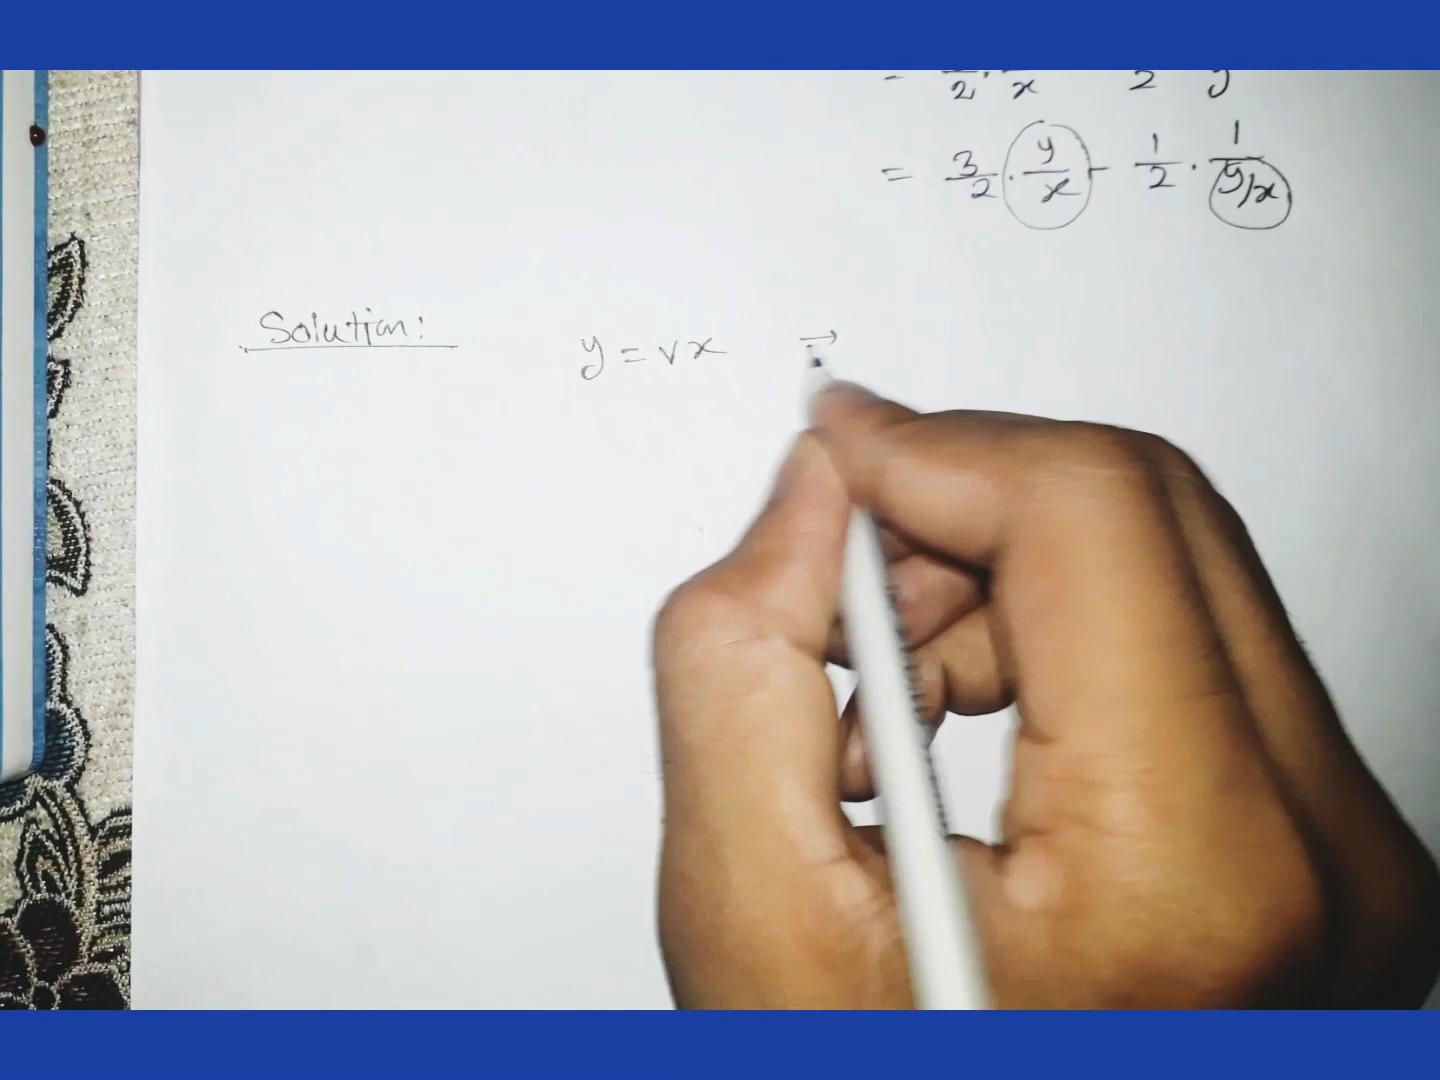 = 3/2 · y/x - 1/2 · 1/(y/x)
Solution:
y = vx →